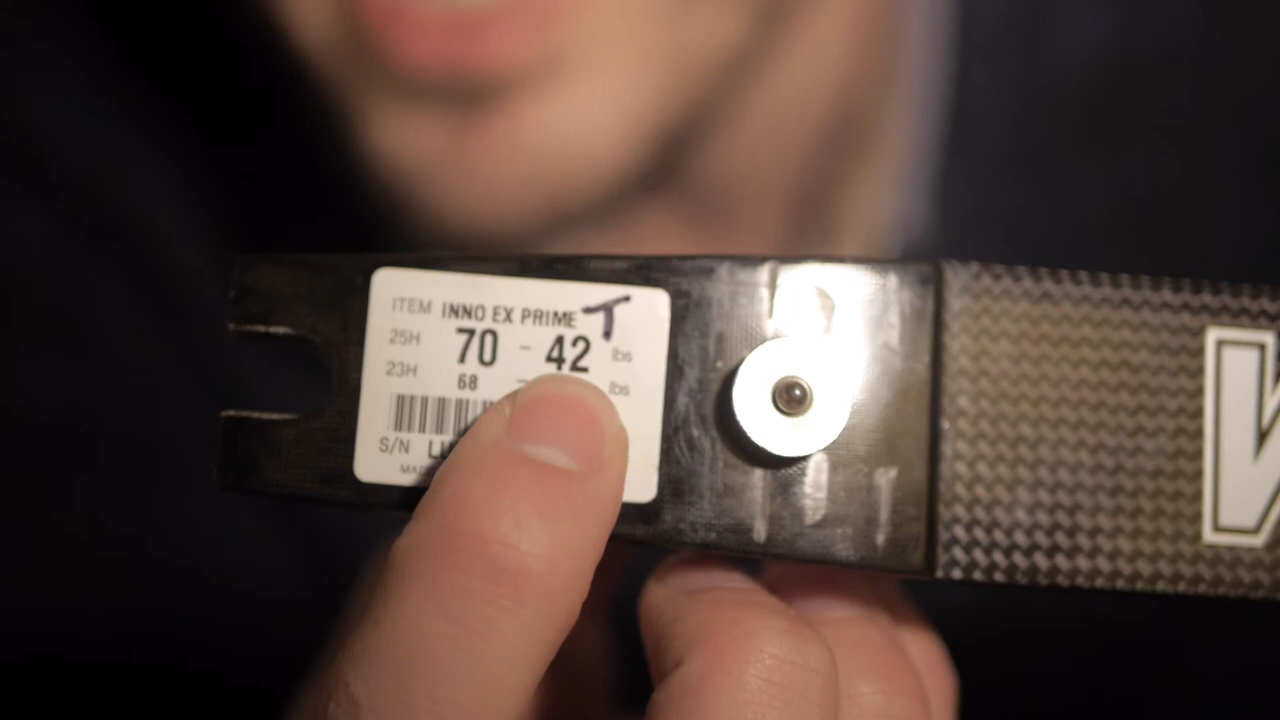 ITEM INNO EX PRIME T
25H 70 - 42 lbs
23H 68 - lbs
S/N
W